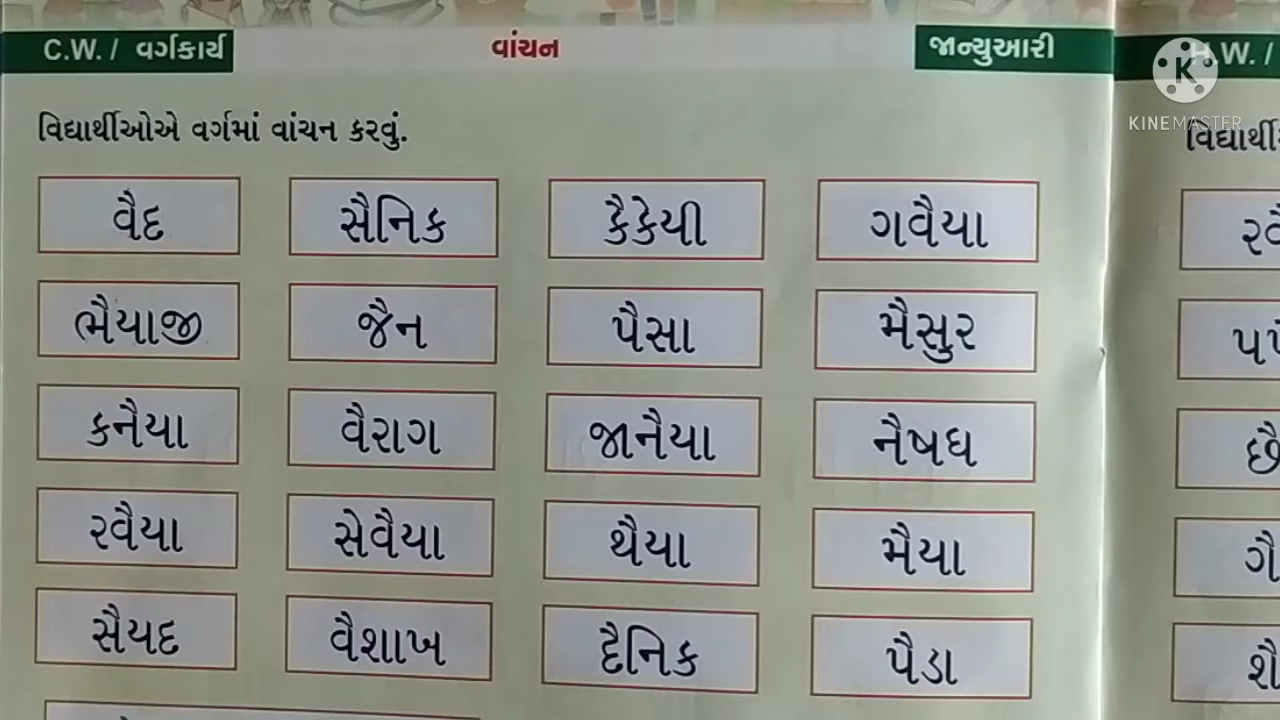 C.W. / વર્ગકાર્ય વાંચન જાન્યુઆરી H.W. /
KINEMASTER
વિદ્યાર્થીઓએ વર્ગમાં વાંચન કરવું.
વૈદ સૈનિક કૈકેયી ગવૈયા
ભૈયાજી જૈન પૈસા મૈસુર
કનૈયા વૈરાગ જાનૈયા નૈષધ
રવૈયા સેવૈયા થૈયા મૈયા
સૈયદ વૈશાખ દૈનિક પૈડા